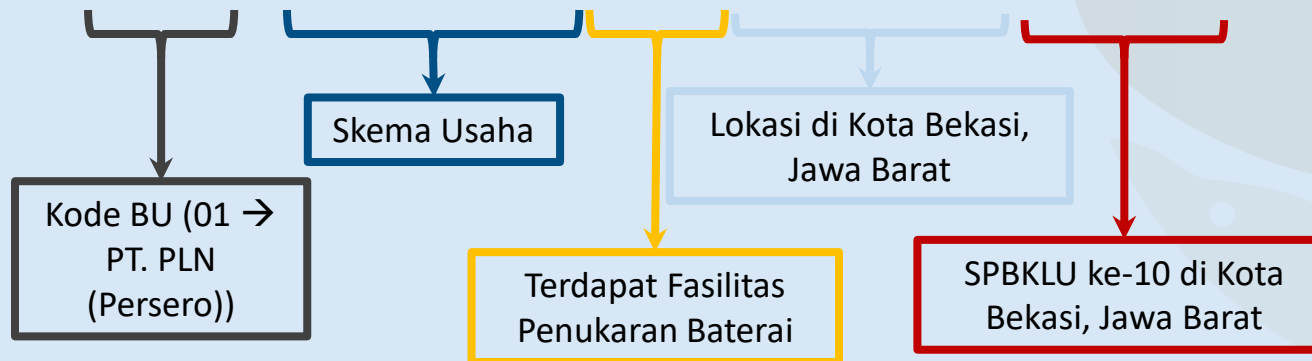 Skema Usaha
Lokasi di Kota Bekasi,
Jawa Barat
Kode BU (01 →
PT. PLN
(Persero))
Terdapat Fasilitas
Penukaran Baterai
SPBKLU ke-10 di Kota
Bekasi, Jawa Barat